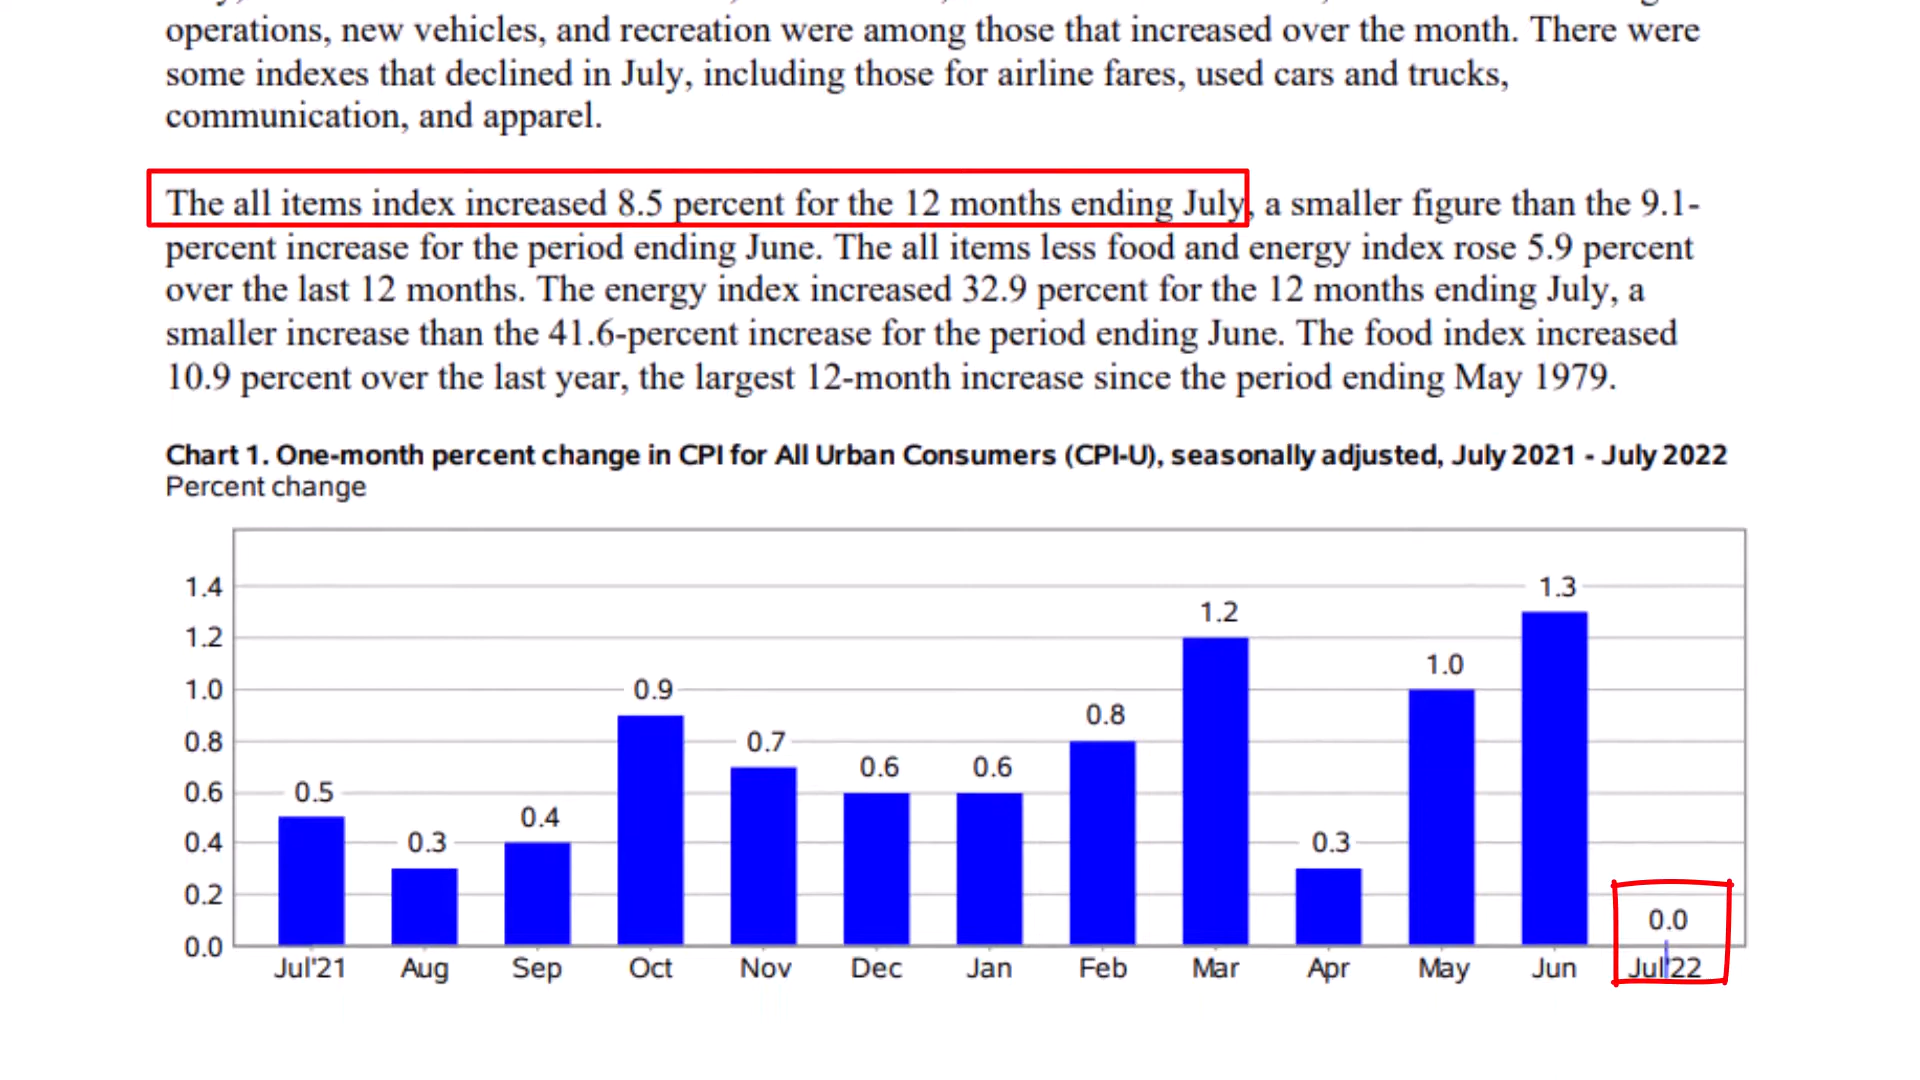 operations, new vehicles, and recreation were among those that increased over the month. There were
some indexes that declined in July, including those for airline fares, used cars and trucks,
communication, and apparel.
The all items index increased 8.5 percent for the 12 months ending July, a smaller figure than the 9.1-
percent increase for the period ending June. The all items less food and energy index rose 5.9 percent
over the last 12 months. The energy index increased 32.9 percent for the 12 months ending July, a
smaller increase than the 41.6-percent increase for the period ending June. The food index increased
10.9 percent over the last year, the largest 12-month increase since the period ending May 1979.
Chart 1. One-month percent change in CPI for All Urban Consumers (CPI-U), seasonally adjusted, July 2021 - July 2022
Percent change
1.4
1.2
1.0
0.8
0.6
0.4
0.2
0.0
0.5
0.3
0.4
0.9
0.7
0.6
0.6
0.8
1.2
0.3
1.0
1.3
0.0
Jul'21 Aug Sep Oct Nov Dec Jan Feb Mar Apr May Jun Jul'22